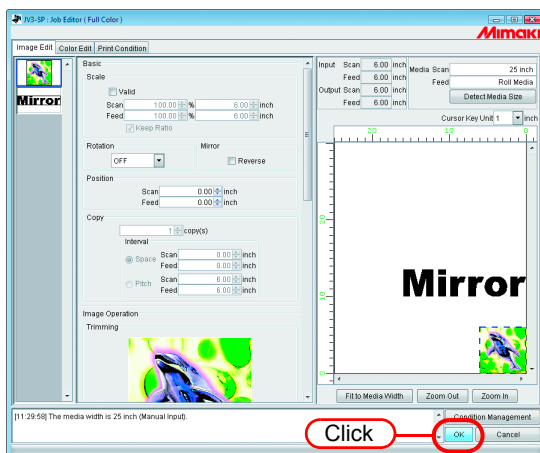 JV3-SP : Job Editor ( Full Color )
Mimaki
Image Edit Color Edit Print Condition
Mirror
Basic
Scale
Valid
Scan 100.00 % 6.00 inch
Feed 100.00 % 6.00 inch
Keep Ratio
Rotation Mirror
OFF Reverse
Position
Scan 0.00 inch
Feed 0.00 inch
Copy
1 copy(s)
Interval
Space Scan 0.00 inch
Feed 0.00 inch
Pitch Scan 6.00 inch
Feed 6.00 inch
Image Operation
Trimming
Input Scan 6.00 inch
Feed 6.00 inch
Output Scan 6.00 inch
Feed 6.00 inch
Media Scan 25 inch
Feed Roll Media
Detect Media Size
Cursor Key Unit 1 inch
20 10 0
20
10
0
Mirror
Fit to Media Width Zoom Out Zoom In
[11:29:58] The media width is 25 inch (Manual Input).
Condition Management
Click
OK Cancel